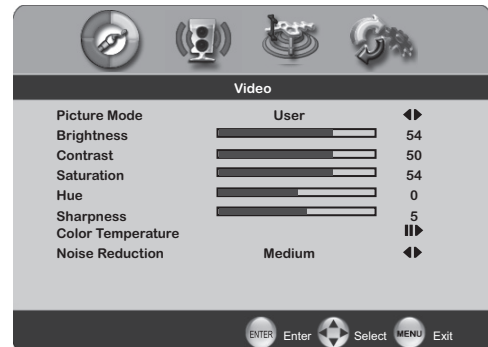 Video
Picture Mode User
Brightness 54
Contrast 50
Saturation 54
Hue 0
Sharpness 5
Color Temperature
Noise Reduction Medium
ENTER Enter Select MENU Exit